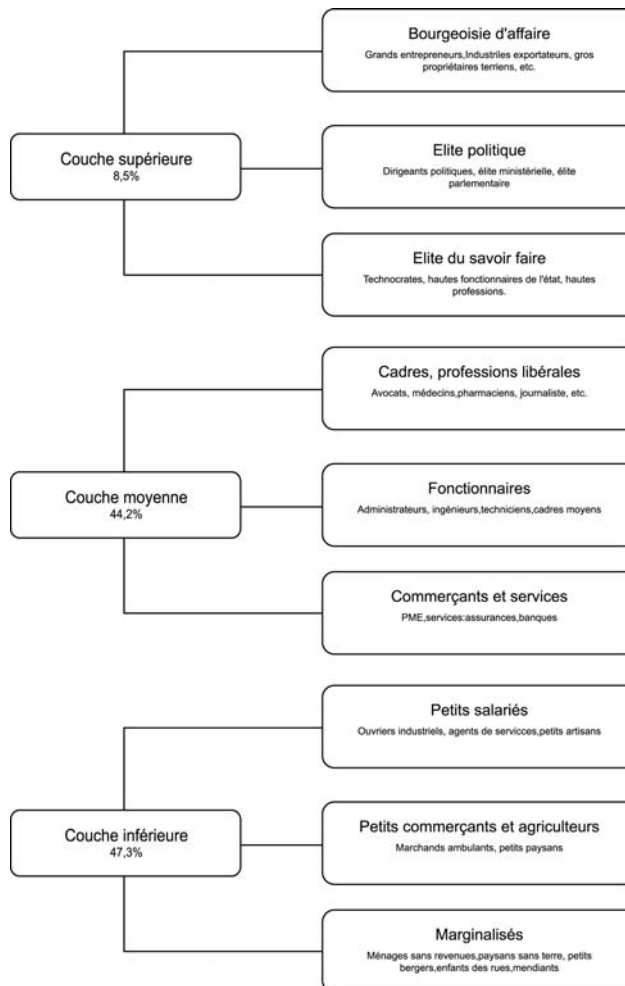 Bourgeoisie d'affaire
Grands entrepreneurs,Industriles exportateurs, gros
propriétaires terriens, etc.
Couche supérieure
8,5%
Elite politique
Dirigeants politiques, élite ministérielle, élite
parlementaire
Elite du savoir faire
Technocrates, hautes fonctionnaires de l'état, hautes
professions.
Cadres, professions libérales
Avocats, médecins,pharmaciens, journaliste, etc.
Couche moyenne
44,2%
Fonctionnaires
Administrateurs, ingénieurs,techniciens,cadres moyens
Commerçants et services
PME,services:assurances,banques
Petits salariés
Ouvriers industriels, agents de servicces,petits artisans
Couche inférieure
47,3%
Petits commerçants et agriculteurs
Marchands ambulants, petits paysans
Marginalisés
Ménages sans revenues,paysans sans terre, petits
bergers,enfants des rues,mendiants